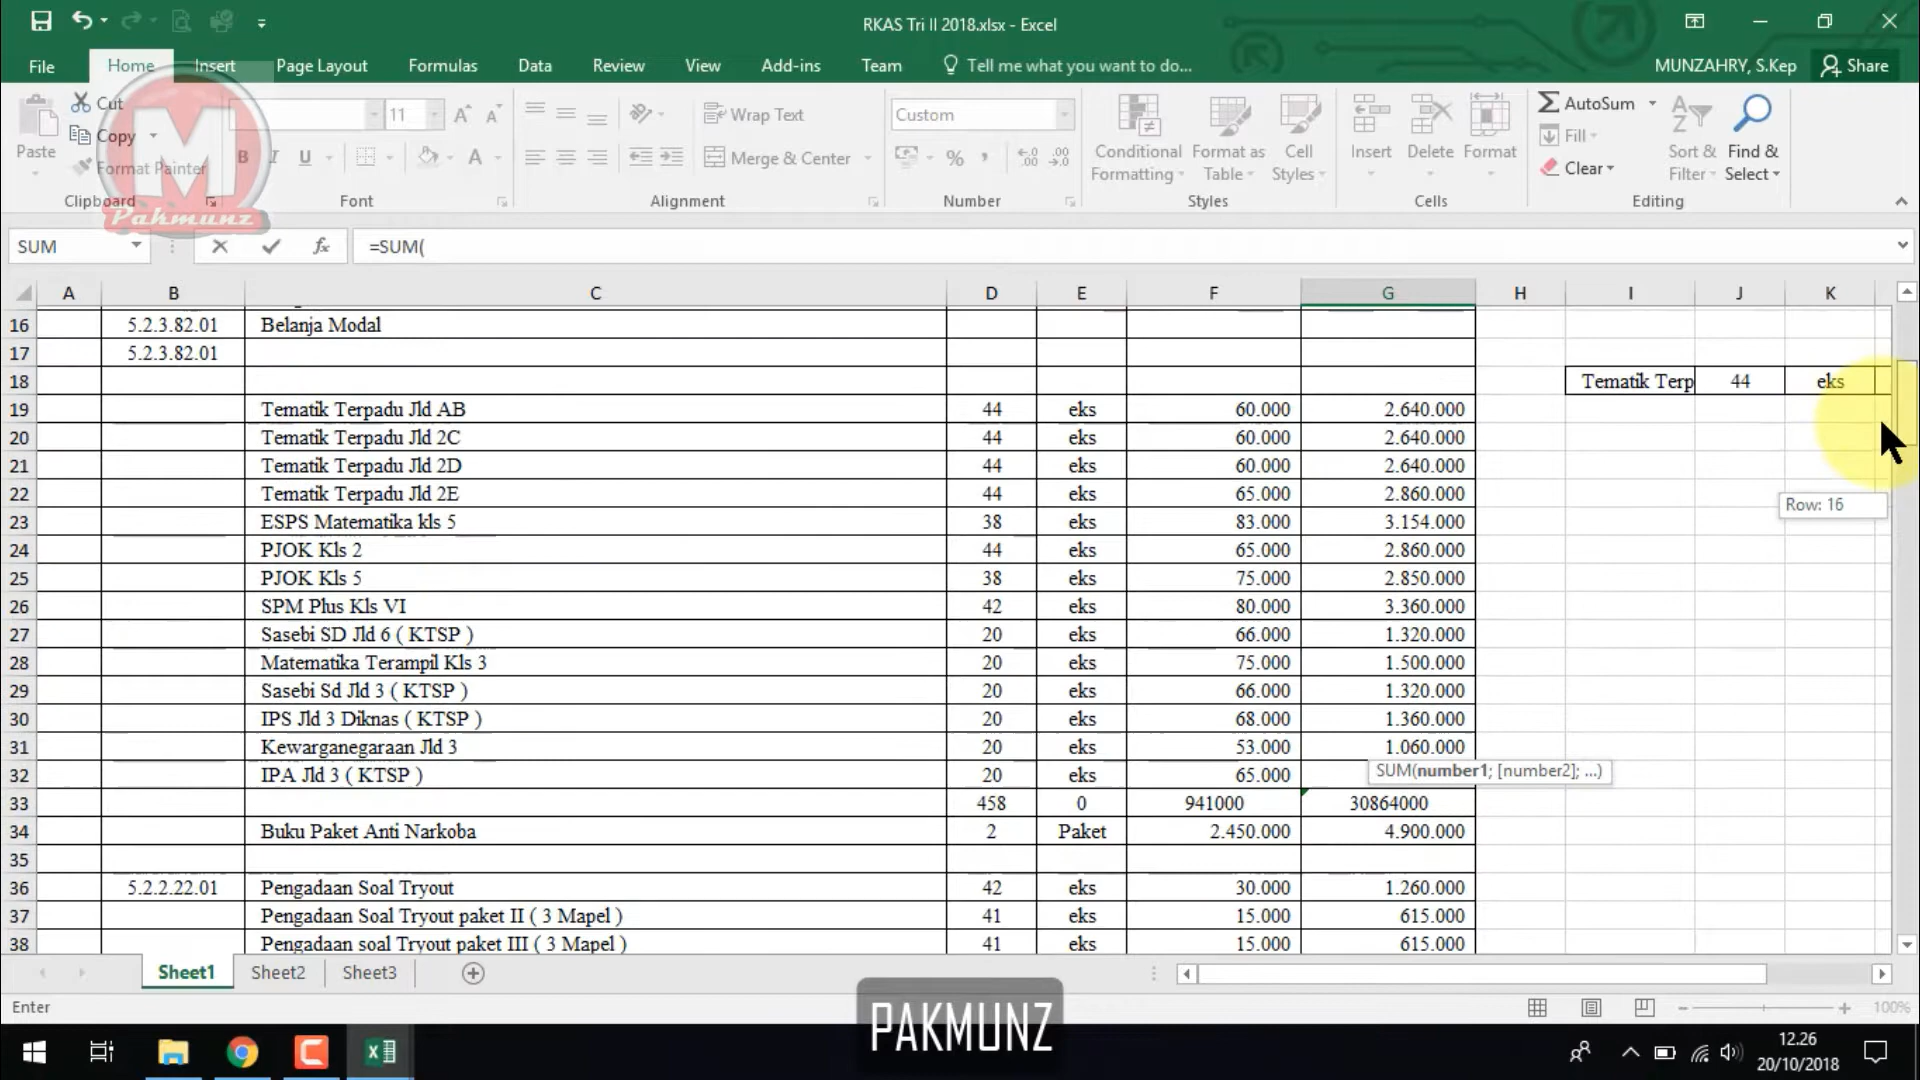 RKAS Tri II 2018.xlsx - Excel
File Home Insert Page Layout Formulas Data Review View Add-ins Team Tell me what you want to do... MUNZAHRY, S.Kep Share
Paste Cut Copy Format Painter Clipboard
M Pakmunz
11 B I U A Font
Wrap Text Merge & Center Alignment
Custom % Number
Conditional Formatting Format as Table Cell Styles Styles
Insert Delete Format Cells
AutoSum Fill Clear Sort & Filter Find & Select Editing
SUM fx =SUM(
A B C D E F G H I J K
16 5.2.3.82.01 Belanja Modal
17 5.2.3.82.01
18 Tematik Terp 44 eks
19 Tematik Terpadu Jld AB 44 eks 60.000 2.640.000
20 Tematik Terpadu Jld 2C 44 eks 60.000 2.640.000
21 Tematik Terpadu Jld 2D 44 eks 60.000 2.640.000
22 Tematik Terpadu Jld 2E 44 eks 65.000 2.860.000
23 ESPS Matematika kls 5 38 eks 83.000 3.154.000
Row: 16
24 PJOK Kls 2 44 eks 65.000 2.860.000
25 PJOK Kls 5 38 eks 75.000 2.850.000
26 SPM Plus Kls VI 42 eks 80.000 3.360.000
27 Sasebi SD Jld 6 ( KTSP ) 20 eks 66.000 1.320.000
28 Matematika Terampil Kls 3 20 eks 75.000 1.500.000
29 Sasebi Sd Jld 3 ( KTSP ) 20 eks 66.000 1.320.000
30 IPS Jld 3 Diknas ( KTSP ) 20 eks 68.000 1.360.000
31 Kewarganegaraan Jld 3 20 eks 53.000 1.060.000
32 IPA Jld 3 ( KTSP ) 20 eks 65.000
SUM(number1; [number2]; ...)
33 458 0 941000 30864000
34 Buku Paket Anti Narkoba 2 Paket 2.450.000 4.900.000
35
36 5.2.2.22.01 Pengadaan Soal Tryout 42 eks 30.000 1.260.000
37 Pengadaan Soal Tryout paket II ( 3 Mapel ) 41 eks 15.000 615.000
38 Pengadaan soal Tryout paket III ( 3 Mapel ) 41 eks 15.000 615.000
Sheet1 Sheet2 Sheet3
Enter 100%
PAKMUNZ
12.26
20/10/2018